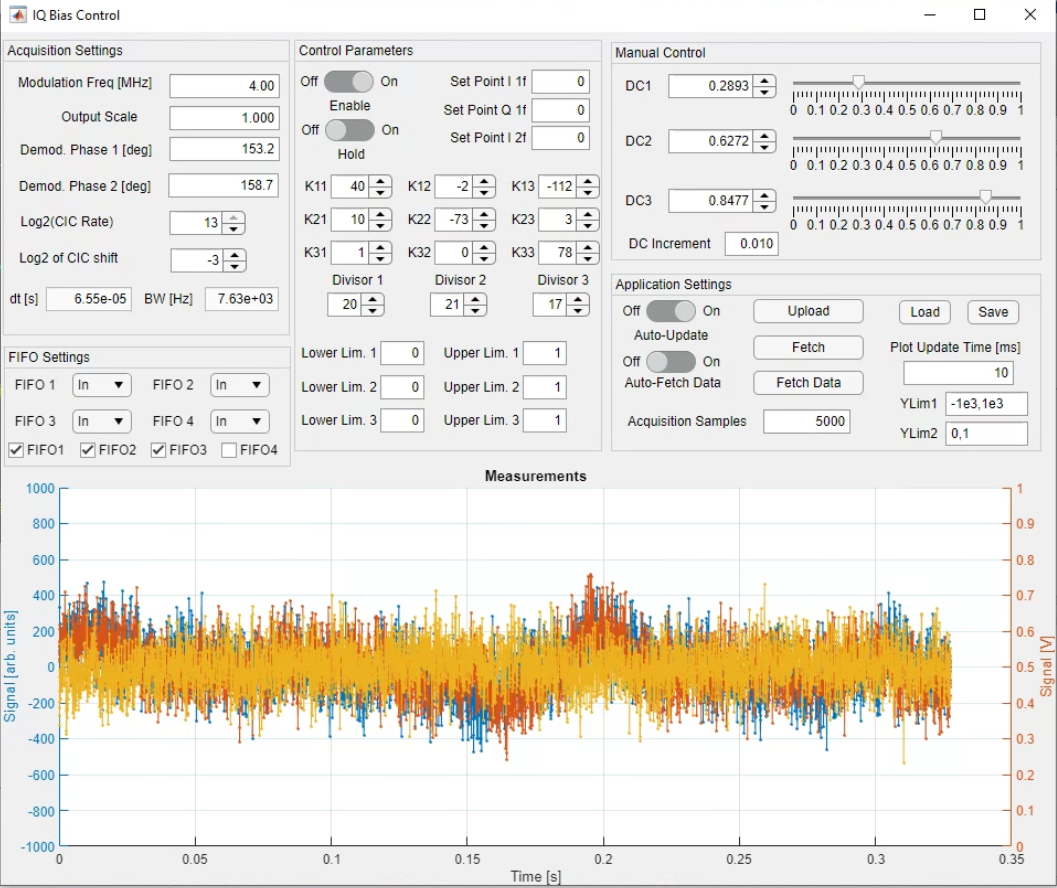 IQ Bias Control
Acquisition Settings
Modulation Freq [MHz] 4.00
Output Scale 1.000
Demod. Phase 1 [deg] 153.2
Demod. Phase 2 [deg] 158.7
Log2(CIC Rate) 13
Log2 of CIC shift -3
dt [s] 6.55e-05 BW [Hz] 7.63e+03
FIFO Settings
FIFO 1 In FIFO 2 In
FIFO 3 In FIFO 4 In
FIFO1 FIFO2 FIFO3 FIFO4
Control Parameters
Off On Set Point I 1f 0
Enable Set Point Q 1f 0
Off On Set Point I 2f 0
Hold
K11 40 K12 -2 K13 -112
K21 10 K22 -73 K23 3
K31 1 K32 0 K33 78
Divisor 1 Divisor 2 Divisor 3
20 21 17
Lower Lim. 1 0 Upper Lim. 1 1
Lower Lim. 2 0 Upper Lim. 2 1
Lower Lim. 3 0 Upper Lim. 3 1
Manual Control
DC1 0.2893
0 0.1 0.2 0.3 0.4 0.5 0.6 0.7 0.8 0.9 1
DC2 0.6272
0 0.1 0.2 0.3 0.4 0.5 0.6 0.7 0.8 0.9 1
DC3 0.8477
0 0.1 0.2 0.3 0.4 0.5 0.6 0.7 0.8 0.9 1
DC Increment 0.010
Application Settings
Off On Upload Load Save
Auto-Update
Off On Fetch Plot Update Time [ms]
Auto-Fetch Data Fetch Data 10
YLim1 -1e3,1e3
Acquisition Samples 5000
YLim2 0,1
Measurements
1000
800
600
400
200
0
-200
-400
-600
-800
-1000
Signal [arb. units]
1
0.9
0.8
0.7
0.6
0.5
0.4
0.3
0.2
0.1
0
Signal [V]
0 0.05 0.1 0.15 0.2 0.25 0.3 0.35
Time [s]